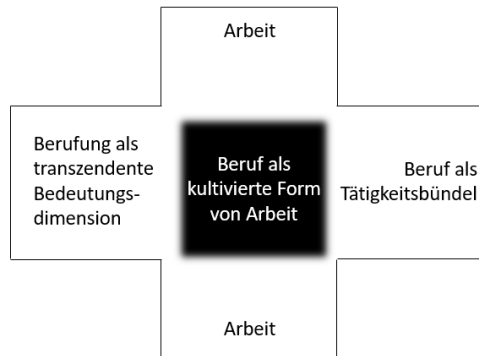 Arbeit
Berufung als
transzendente
Bedeutungs-
dimension
Beruf als
kultivierte Form
von Arbeit
Beruf als
Tätigkeitsbündel
Arbeit